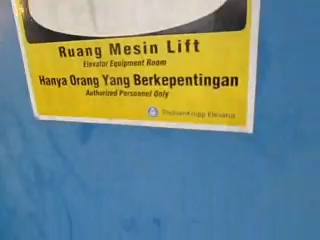 Ruang Mesin Lift
Elevator Equipment Room
Hanya Orang Yang Berkepentingan
Authorized Personnel Only
ThyssenKrupp Elevator